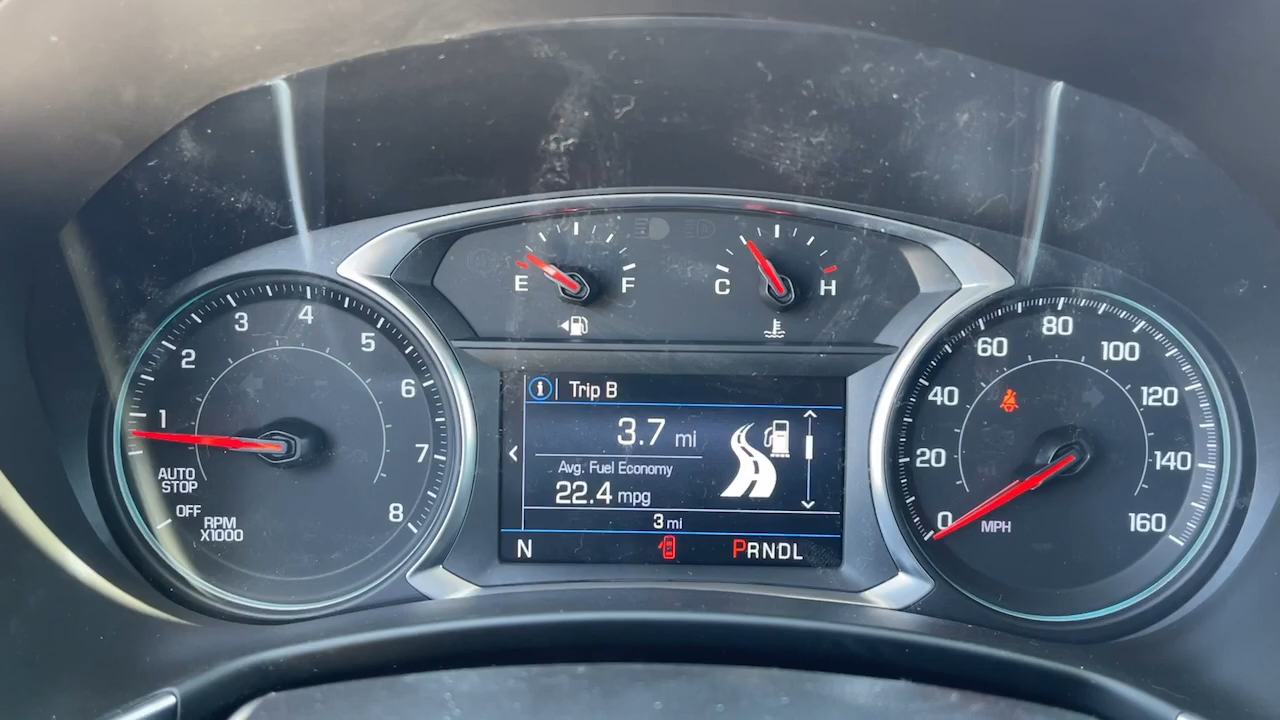 E F
C H
1 2 3 4 5 6 7 8
AUTO
STOP
OFF
RPM
X1000
Trip B
3.7 mi
Avg. Fuel Economy
22.4 mpg
3 mi
N
PRNDL
0 20 40 60 80 100 120 140 160
MPH